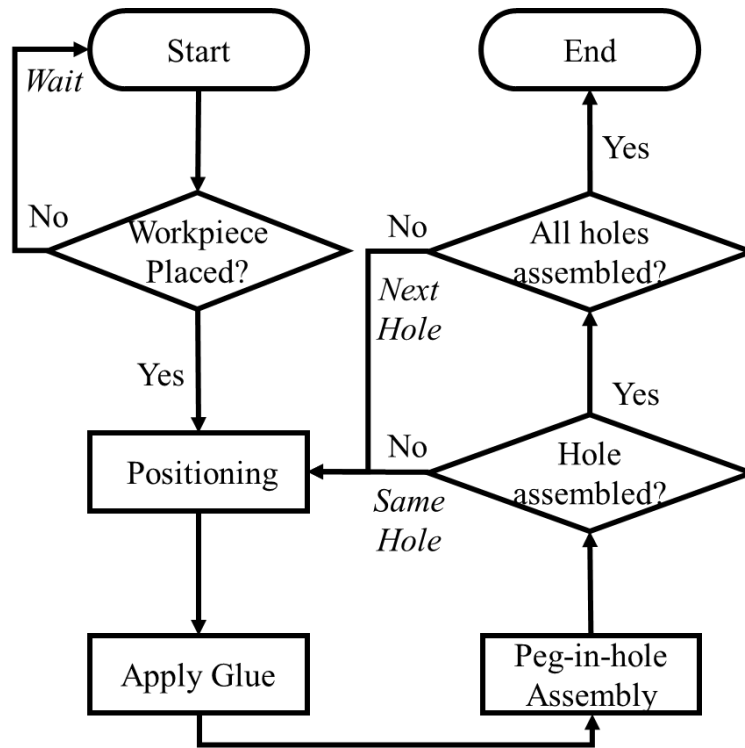 Start
Wait
No
Workpiece
Placed?
Yes
Positioning
Apply Glue
Peg-in-hole
Assembly
Hole
assembled?
No
Same
Hole
Yes
All holes
assembled?
No
Next
Hole
Yes
End